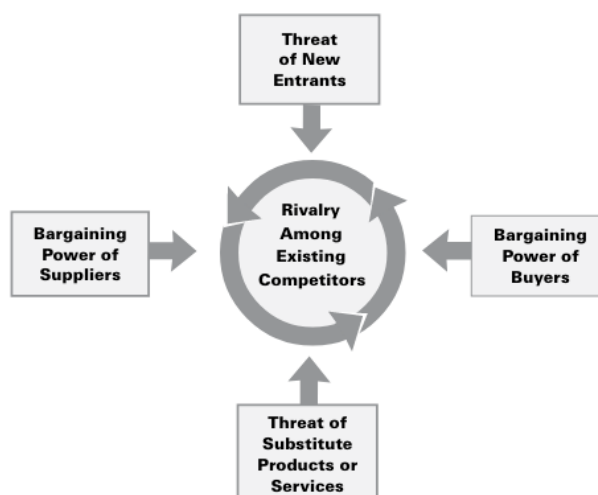 Threat
of New
Entrants
Bargaining
Power of
Suppliers
Rivalry
Among
Existing
Competitors
Bargaining
Power of
Buyers
Threat of
Substitute
Products or
Services